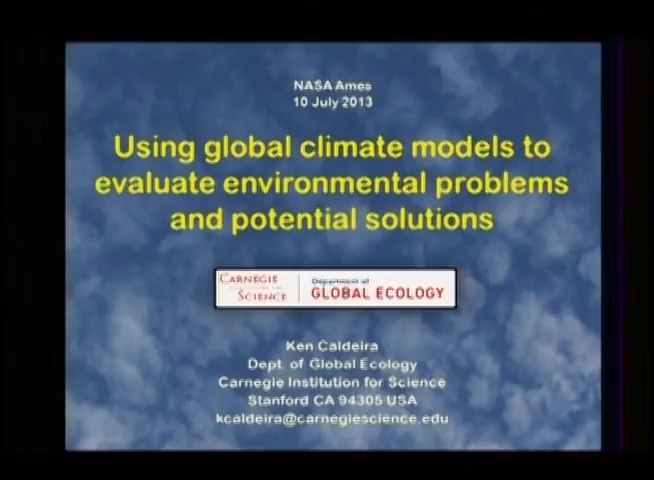 NASA Ames
10 July 2013
Using global climate models to
evaluate environmental problems
and potential solutions
CARNEGIE
SCIENCE
Department of
GLOBAL ECOLOGY
Ken Caldeira
Dept. of Global Ecology
Carnegie Institution for Science
Stanford CA 94305 USA
kcaldeira@carnegiescience.edu